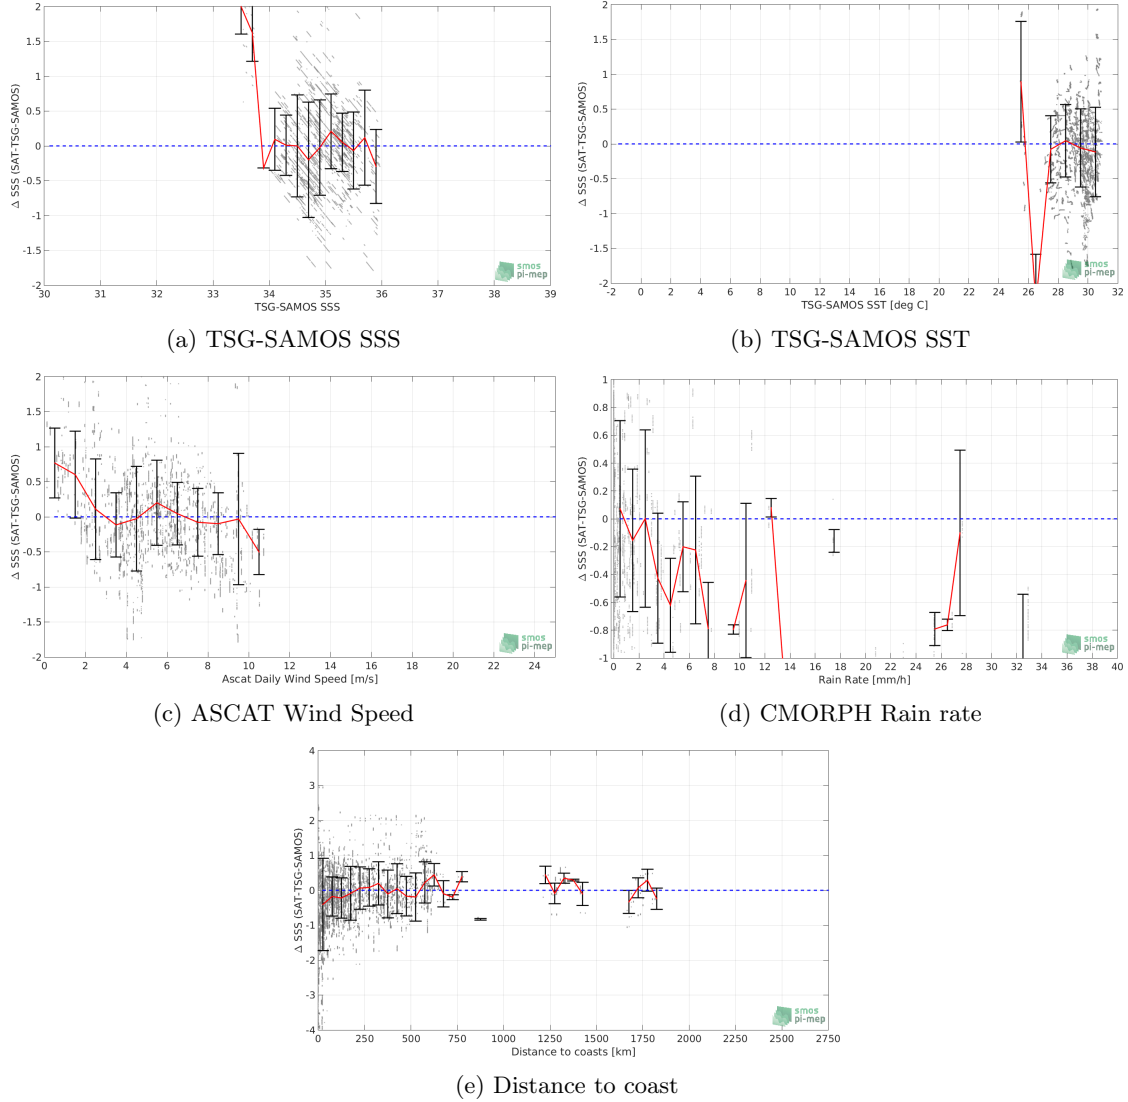 2
1.5
1
0.5
0
-0.5
-1
-1.5
-2
Δ SSS (SAT-TSG-SAMOS)
30 31 32 33 34 35 36 37 38 39
TSG-SAMOS SSS
smos
pi-mep
(a) TSG-SAMOS SSS
2
1.5
1
0.5
0
-0.5
-1
-1.5
-2
Δ SSS (SAT-TSG-SAMOS)
-2 0 2 4 6 8 10 12 14 16 18 20 22 24 26 28 30 32
TSG-SAMOS SST [deg C]
smos
pi-mep
(b) TSG-SAMOS SST
2
1.5
1
0.5
0
-0.5
-1
-1.5
-2
Δ SSS (SAT-TSG-SAMOS)
0 2 4 6 8 10 12 14 16 18 20 22 24
Ascat Daily Wind Speed [m/s]
smos
pi-mep
(c) ASCAT Wind Speed
1
0.8
0.6
0.4
0.2
0
-0.2
-0.4
-0.6
-0.8
-1
Δ SSS (SAT-TSG-SAMOS)
0 2 4 6 8 10 12 14 16 18 20 22 24 26 28 30 32 34 36 38 40
Rain Rate [mm/h]
smos
pi-mep
(d) CMORPH Rain rate
4
3
2
1
0
-1
-2
-3
-4
Δ SSS (SAT-TSG-SAMOS)
0 250 500 750 1000 1250 1500 1750 2000 2250 2500 2750
Distance to coasts [km]
smos
pi-mep
(e) Distance to coast